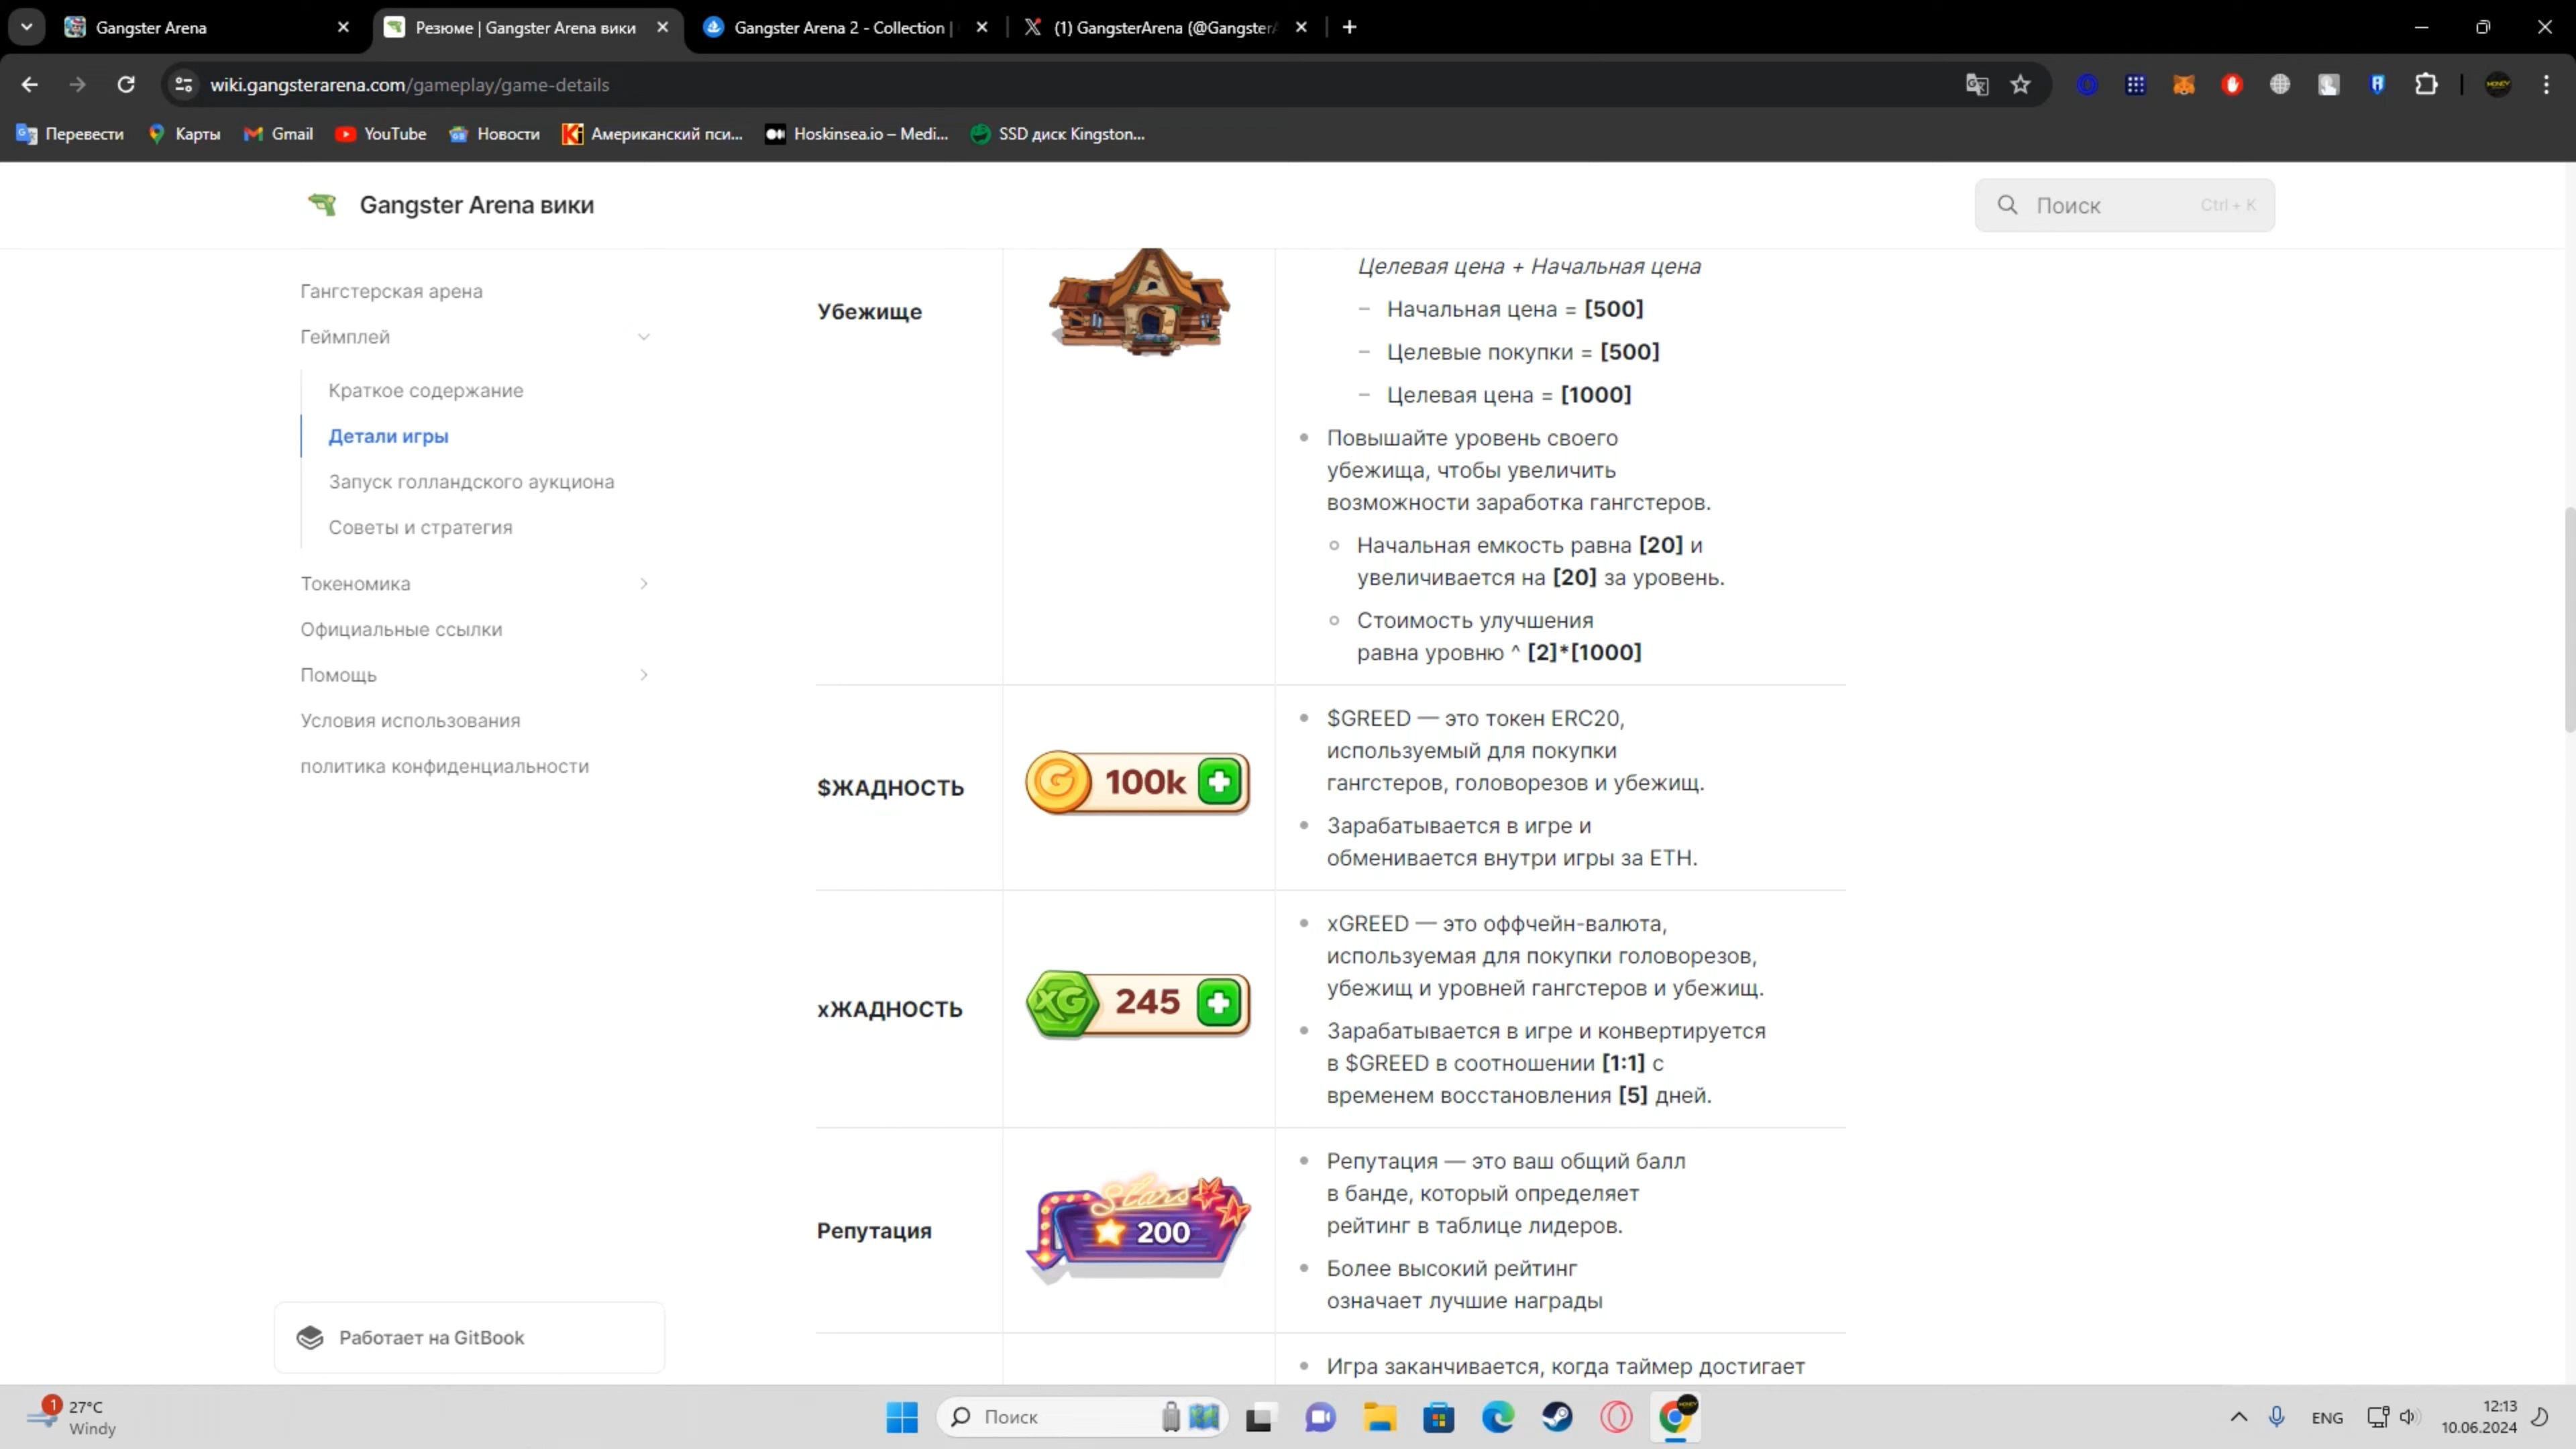 Gangster Arena
Резюме | Gangster Arena вики
Gangster Arena 2 - Collection |
(1) GangsterArena (@Gangster
wiki.gangsterarena.com/gameplay/game-details
Перевести
Карты
Gmail
YouTube
Новости
Американский пси...
Hoskinsea.io – Medi...
SSD диск Kingston...
Gangster Arena вики
Поиск
Ctrl + K
Гангстерская арена
Геймплей
Краткое содержание
Детали игры
Запуск голландского аукциона
Советы и стратегия
Токеномика
Официальные ссылки
Помощь
Условия использования
политика конфиденциальности
Работает на GitBook
Убежище
Целевая цена + Начальная цена
– Начальная цена = [500]
– Целевые покупки = [500]
– Целевая цена = [1000]
Повышайте уровень своего
убежища, чтобы увеличить
возможности заработка гангстеров.
Начальная емкость равна [20] и
увеличивается на [20] за уровень.
Стоимость улучшения
равна уровню ^ [2]*[1000]
$ЖАДНОСТЬ
G 100k
$GREED — это токен ERC20,
используемый для покупки
гангстеров, головорезов и убежищ.
Зарабатывается в игре и
обменивается внутри игры за ETH.
xЖАДНОСТЬ
XG 245
xGREED — это оффчейн-валюта,
используемая для покупки головорезов,
убежищ и уровней гангстеров и убежищ.
Зарабатывается в игре и конвертируется
в $GREED в соотношении [1:1] с
временем восстановления [5] дней.
Репутация
Stars
200
Репутация — это ваш общий балл
в банде, который определяет
рейтинг в таблице лидеров.
Более высокий рейтинг
означает лучшие награды
Игра заканчивается, когда таймер достигает
1
27°C
Windy
Поиск
ENG
12:13
10.06.2024